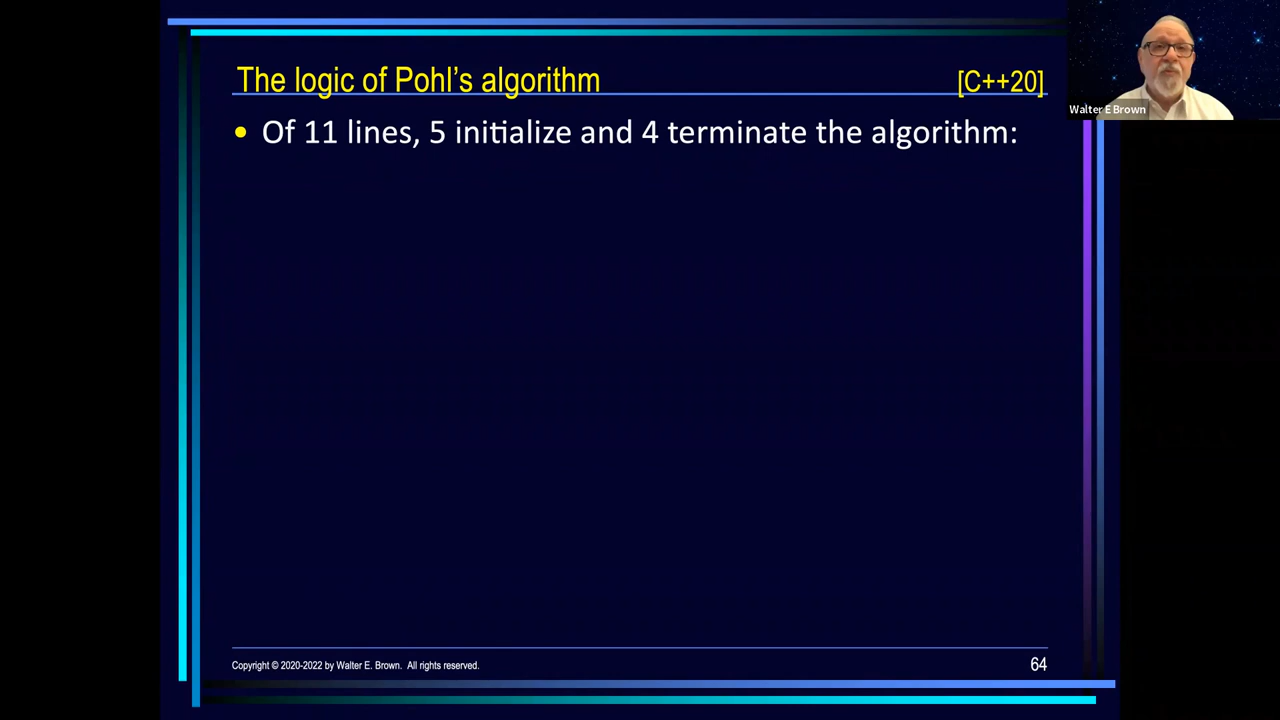 The logic of Pohl’s algorithm [C++20]
Walter E Brown
• Of 11 lines, 5 initialize and 4 terminate the algorithm:
Copyright © 2020-2022 by Walter E. Brown. All rights reserved. 64